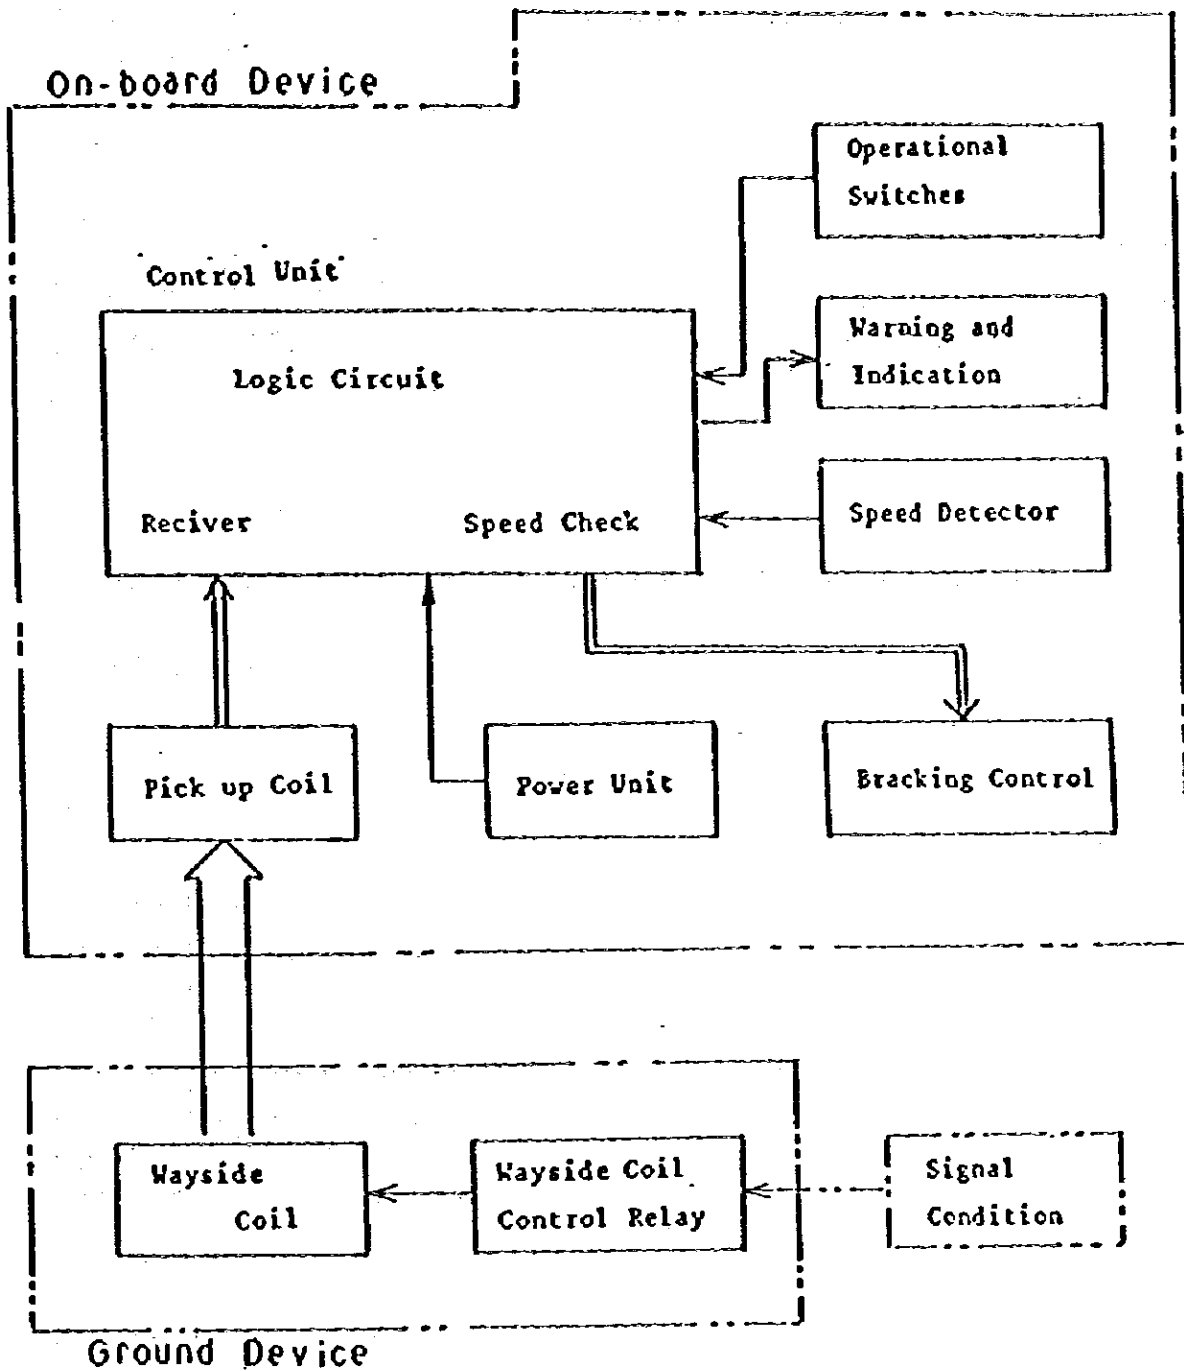 On-board Device
Operational
Switches
Control Unit
Warning and
Indication
Logic Circuit
Reciver
Speed Check
Speed Detector
Pick up Coil
Power Unit
Bracking Control
Wayside
Coil
Wayside Coil
Control Relay
Signal
Condition
Ground Device